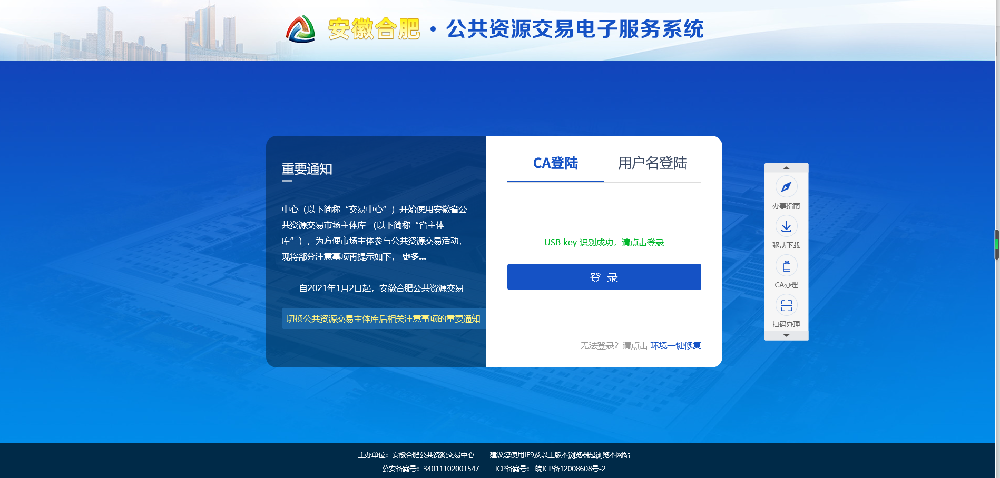 安徽合肥·公共资源交易电子服务系统
重要通知
中心（以下简称“交易中心”）开始使用安徽省公
共资源交易市场主体库 （以下简称“省主体
库”），为方便市场主体参与公共资源交易活动，
现将部分注意事项再提示如下， 更多...
自2021年1月2日起，安徽合肥公共资源交易
切换公共资源交易主体库后相关注意事项的重要通知
CA登陆
用户名登陆
USB key 识别成功，请点击登录
登 录
无法登录？请点击 环境一键修复
办事指南
驱动下载
CA办理
扫码办理
主办单位：安徽合肥公共资源交易中心 建议您使用IE9及以上版本浏览器起浏览本网站
公安备案号：34011102001547 ICP备案号： 皖ICP备12008608号-2